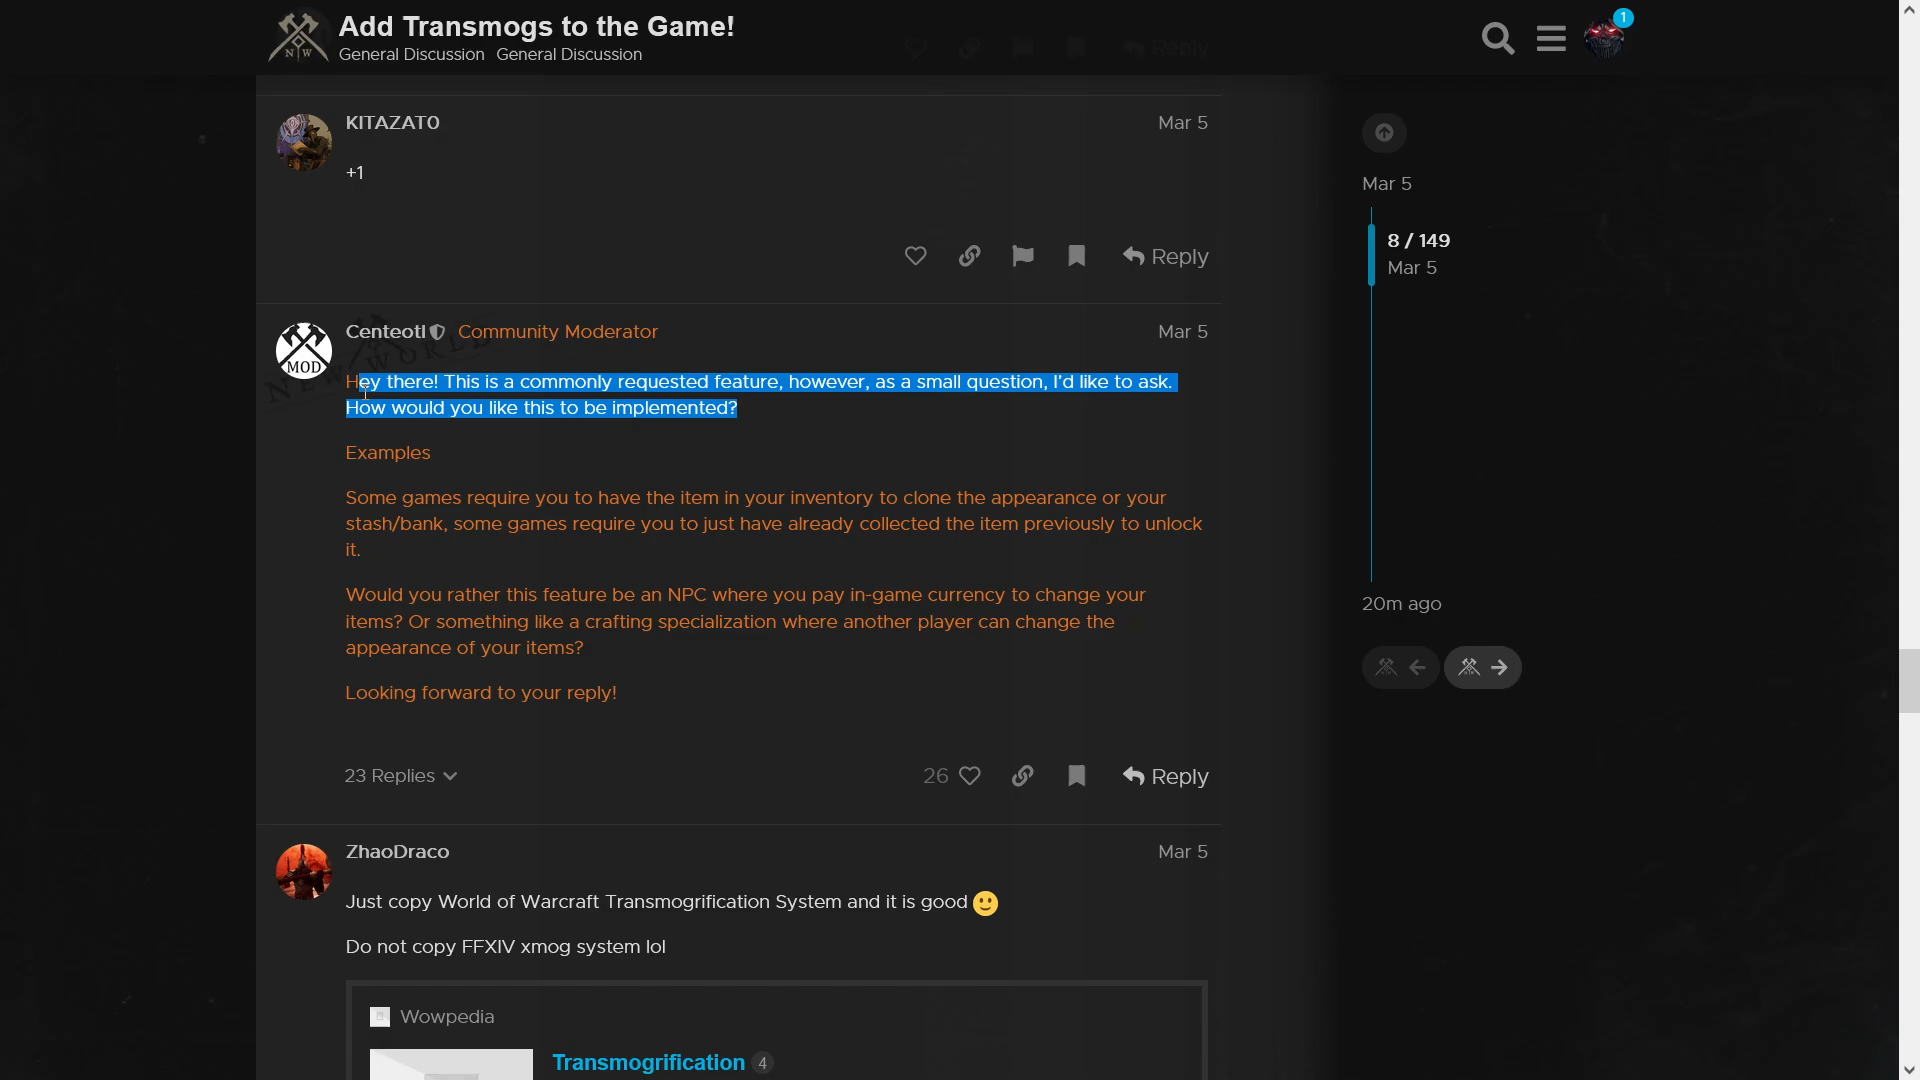 Add Transmogs to the Game!
General Discussion General Discussion
1
Reply
KITAZAT0
Mar 5
+1
Reply
Mar 5
8 / 149
Mar 5
20m ago
MOD
Centeotl Community Moderator
Mar 5
NEW WORLD
Hey there! This is a commonly requested feature, however, as a small question, I'd like to ask.
How would you like this to be implemented?
Examples
Some games require you to have the item in your inventory to clone the appearance or your
stash/bank, some games require you to just have already collected the item previously to unlock
it.
Would you rather this feature be an NPC where you pay in-game currency to change your
items? Or something like a crafting specialization where another player can change the
appearance of your items?
Looking forward to your reply!
23 Replies
26
Reply
ZhaoDraco
Mar 5
Just copy World of Warcraft Transmogrification System and it is good 🙂
Do not copy FFXIV xmog system lol
Wowpedia
Transmogrification 4